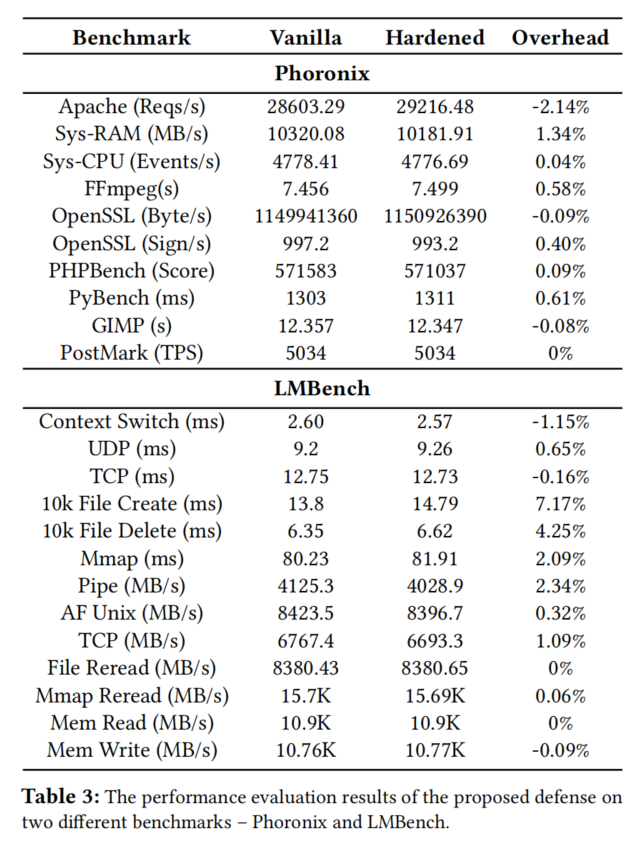 Benchmark Vanilla Hardened Overhead
Phoronix
Apache (Reqs/s) 28603.29 29216.48 -2.14%
Sys-RAM (MB/s) 10320.08 10181.91 1.34%
Sys-CPU (Events/s) 4778.41 4776.69 0.04%
FFmpeg(s) 7.456 7.499 0.58%
OpenSSL (Byte/s) 1149941360 1150926390 -0.09%
OpenSSL (Sign/s) 997.2 993.2 0.40%
PHPBench (Score) 571583 571037 0.09%
PyBench (ms) 1303 1311 0.61%
GIMP (s) 12.357 12.347 -0.08%
PostMark (TPS) 5034 5034 0%
LMBench
Context Switch (ms) 2.60 2.57 -1.15%
UDP (ms) 9.2 9.26 0.65%
TCP (ms) 12.75 12.73 -0.16%
10k File Create (ms) 13.8 14.79 7.17%
10k File Delete (ms) 6.35 6.62 4.25%
Mmap (ms) 80.23 81.91 2.09%
Pipe (MB/s) 4125.3 4028.9 2.34%
AF Unix (MB/s) 8423.5 8396.7 0.32%
TCP (MB/s) 6767.4 6693.3 1.09%
File Reread (MB/s) 8380.43 8380.65 0%
Mmap Reread (MB/s) 15.7K 15.69K 0.06%
Mem Read (MB/s) 10.9K 10.9K 0%
Mem Write (MB/s) 10.76K 10.77K -0.09%
Table 3: The performance evaluation results of the proposed defense on
two different benchmarks – Phoronix and LMBench.